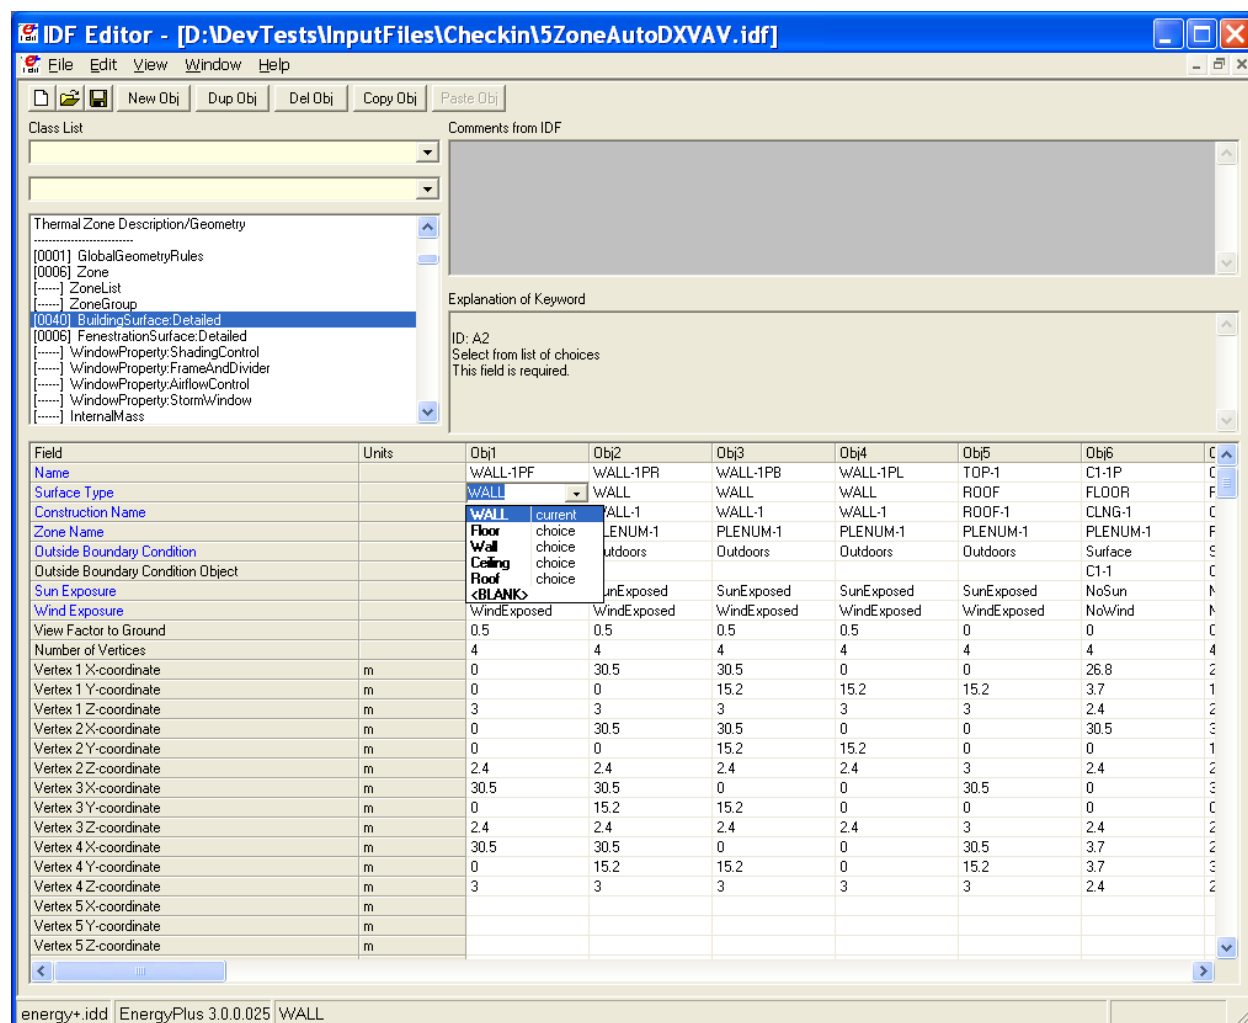 IDF Editor - [D:\DevTests\InputFiles\Checkin\5ZoneAutoDXVAV.idf]
File Edit View Window Help
New Obj Dup Obj Del Obj Copy Obj Paste Obj
Class List
Comments from IDF
Thermal Zone Description/Geometry
---------------------------
[0001] GlobalGeometryRules
[0006] Zone
[------] ZoneList
[------] ZoneGroup
[0040] BuildingSurface:Detailed
[0006] FenestrationSurface:Detailed
[------] WindowProperty:ShadingControl
[------] WindowProperty:FrameAndDivider
[------] WindowProperty:AirflowControl
[------] WindowProperty:StormWindow
[------] InternalMass
Explanation of Keyword
ID: A2
Select from list of choices
This field is required.
Field Units Obj1 Obj2 Obj3 Obj4 Obj5 Obj6
Name WALL-1PF WALL-1PR WALL-1PB WALL-1PL TOP-1 C1-1P
Surface Type WALL WALL WALL WALL ROOF FLOOR
Construction Name WALL-1 WALL-1 ROOF-1 CLNG-1
Zone Name PLENUM-1 PLENUM-1 PLENUM-1 PLENUM-1
Outside Boundary Condition Outdoors Outdoors Outdoors Surface
Outside Boundary Condition Object C1-1
Sun Exposure SunExposed SunExposed SunExposed NoSun
Wind Exposure WindExposed WindExposed WindExposed WindExposed WindExposed NoWind
WALL current
Floor choice
Wall choice
Ceiling choice
Roof choice
<BLANK>
View Factor to Ground 0.5 0.5 0.5 0.5 0 0
Number of Vertices 4 4 4 4 4 4
Vertex 1 X-coordinate m 0 30.5 30.5 0 0 26.8
Vertex 1 Y-coordinate m 0 0 15.2 15.2 15.2 3.7
Vertex 1 Z-coordinate m 3 3 3 3 3 2.4
Vertex 2 X-coordinate m 0 30.5 30.5 0 0 30.5
Vertex 2 Y-coordinate m 0 0 15.2 15.2 0 0
Vertex 2 Z-coordinate m 2.4 2.4 2.4 2.4 3 2.4
Vertex 3 X-coordinate m 30.5 30.5 0 0 30.5 0
Vertex 3 Y-coordinate m 0 15.2 15.2 0 0 0
Vertex 3 Z-coordinate m 2.4 2.4 2.4 2.4 3 2.4
Vertex 4 X-coordinate m 30.5 30.5 0 0 30.5 3.7
Vertex 4 Y-coordinate m 0 15.2 15.2 0 15.2 3.7
Vertex 4 Z-coordinate m 3 3 3 3 3 2.4
Vertex 5 X-coordinate m
Vertex 5 Y-coordinate m
Vertex 5 Z-coordinate m
energy+.idd EnergyPlus 3.0.0.025 WALL